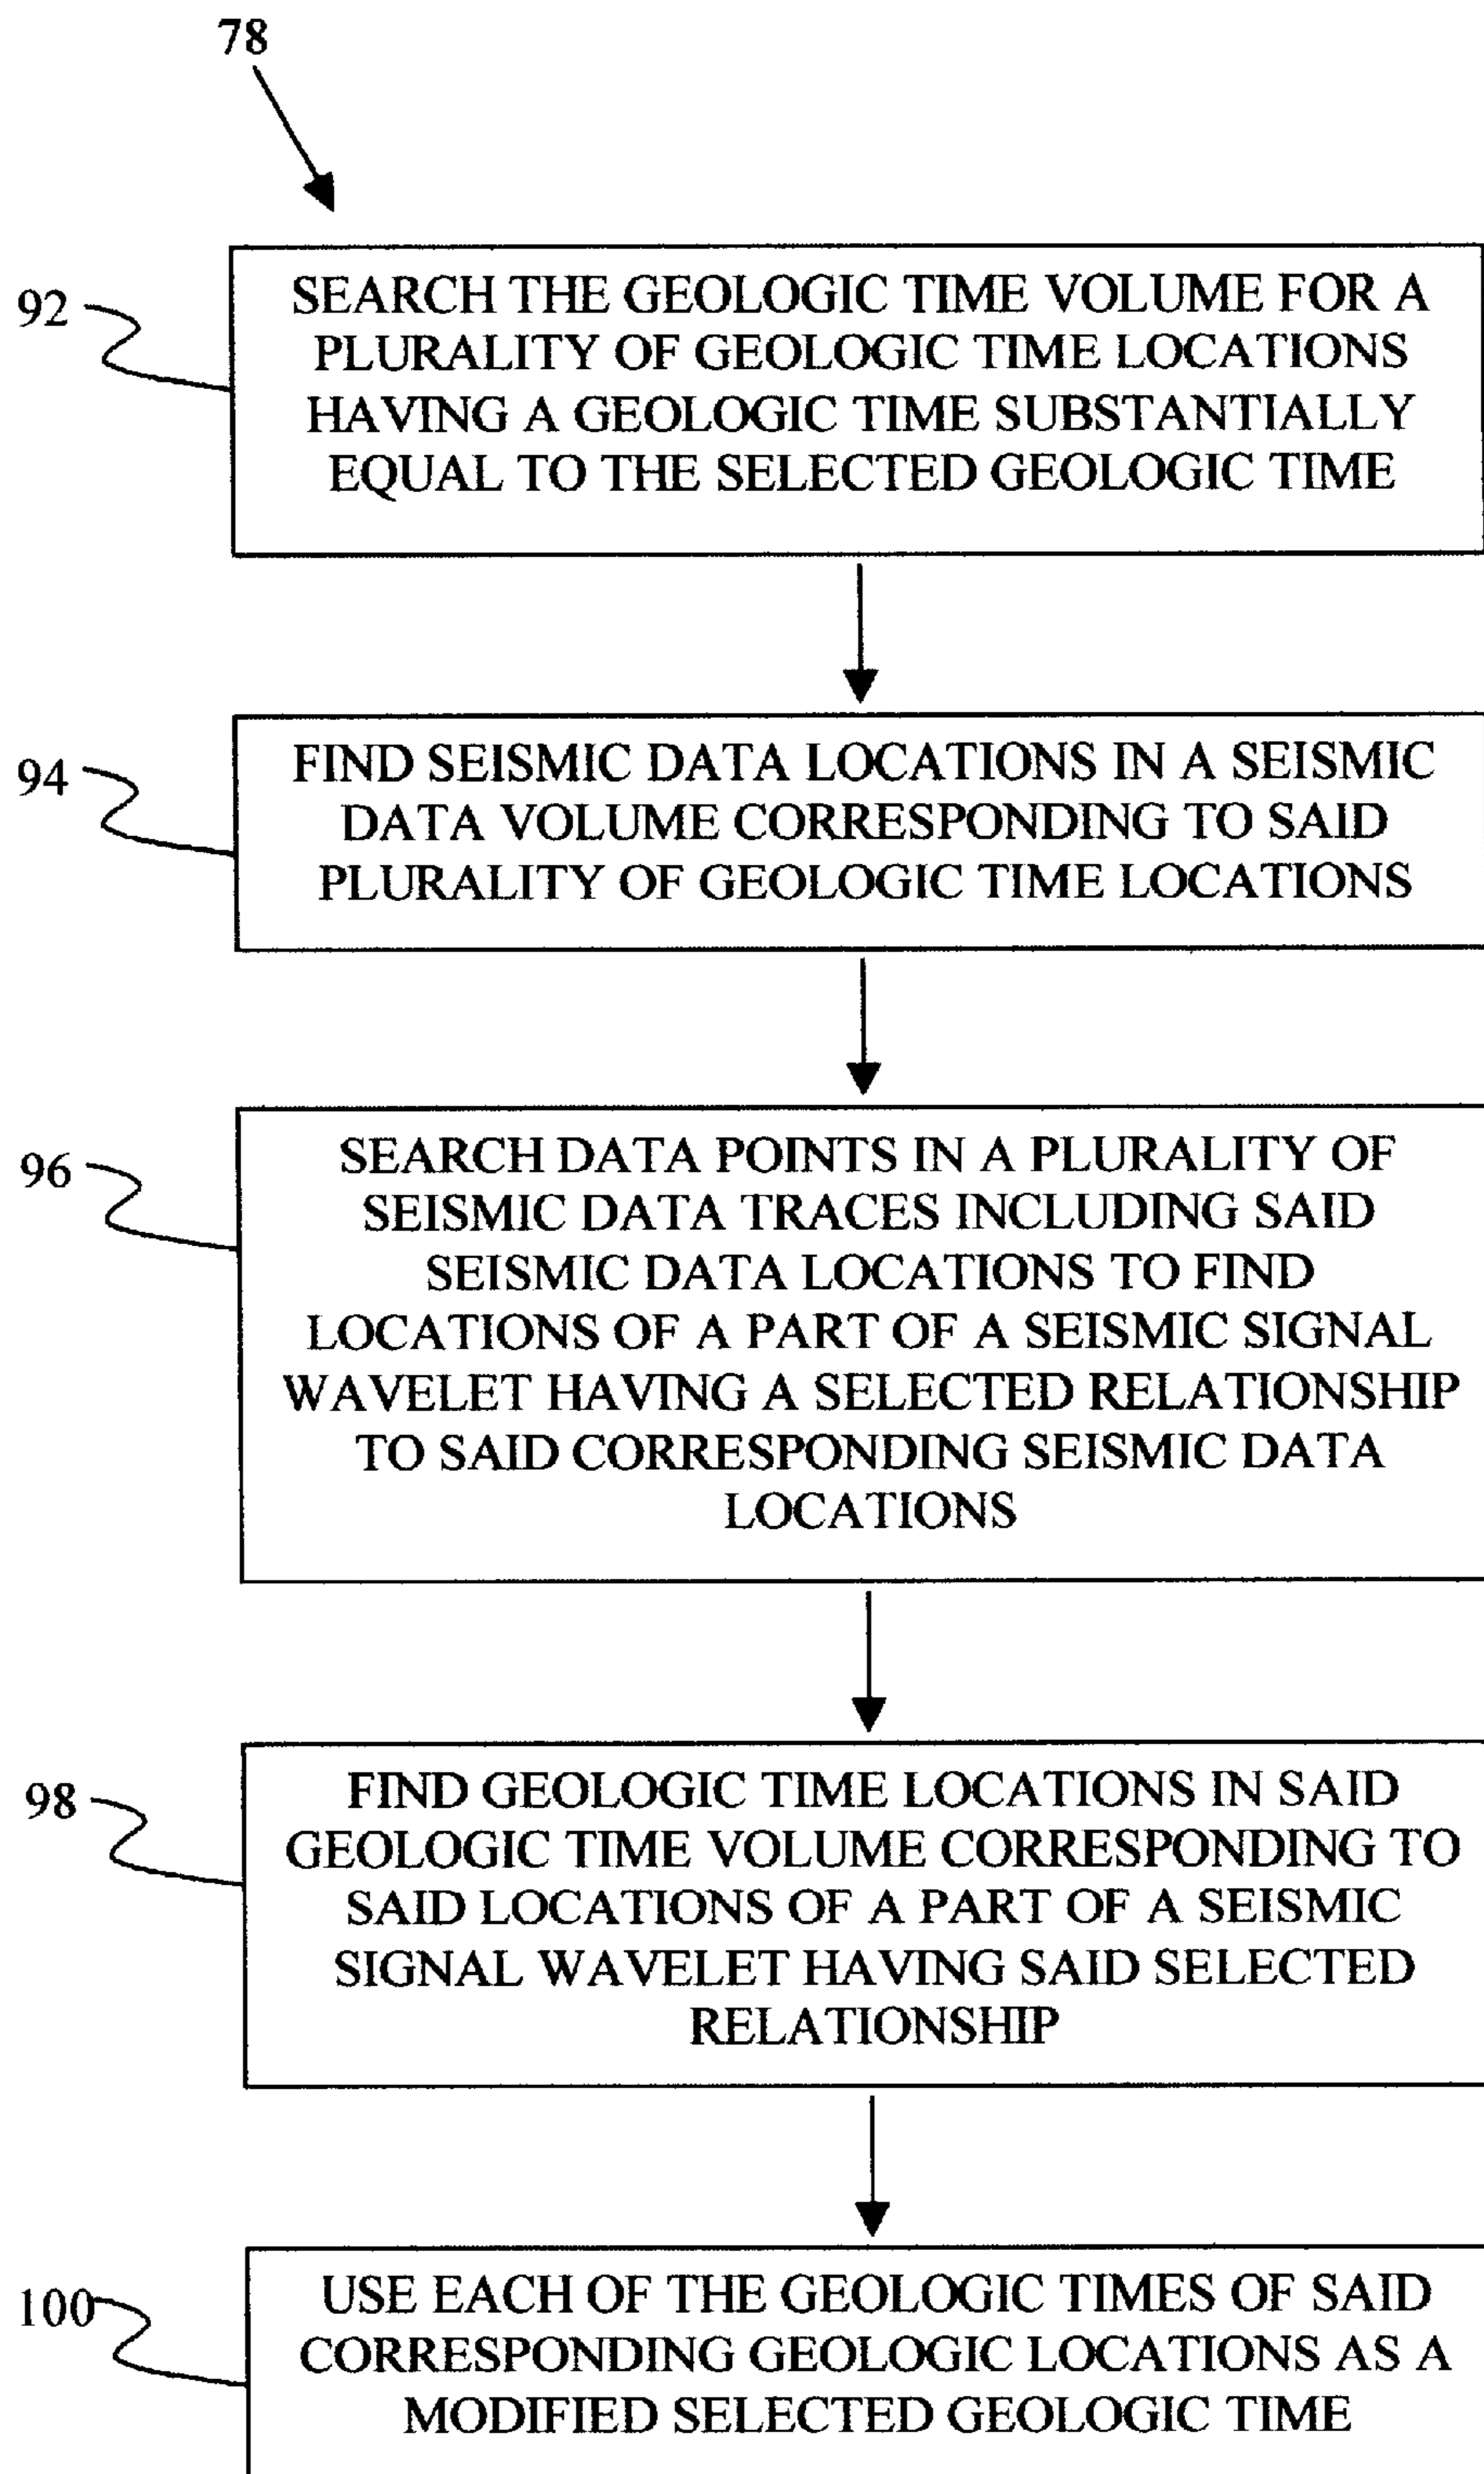 78
92
SEARCH THE GEOLOGIC TIME VOLUME FOR A
PLURALITY OF GEOLOGIC TIME LOCATIONS
HAVING A GEOLOGIC TIME SUBSTANTIALLY
EQUAL TO THE SELECTED GEOLOGIC TIME
94
FIND SEISMIC DATA LOCATIONS IN A SEISMIC
DATA VOLUME CORRESPONDING TO SAID
PLURALITY OF GEOLOGIC TIME LOCATIONS
96
SEARCH DATA POINTS IN A PLURALITY OF
SEISMIC DATA TRACES INCLUDING SAID
SEISMIC DATA LOCATIONS TO FIND
LOCATIONS OF A PART OF A SEISMIC SIGNAL
WAVELET HAVING A SELECTED RELATIONSHIP
TO SAID CORRESPONDING SEISMIC DATA
LOCATIONS
98
FIND GEOLOGIC TIME LOCATIONS IN SAID
GEOLOGIC TIME VOLUME CORRESPONDING TO
SAID LOCATIONS OF A PART OF A SEISMIC
SIGNAL WAVELET HAVING SAID SELECTED
RELATIONSHIP
100
USE EACH OF THE GEOLOGIC TIMES OF SAID
CORRESPONDING GEOLOGIC LOCATIONS AS A
MODIFIED SELECTED GEOLOGIC TIME